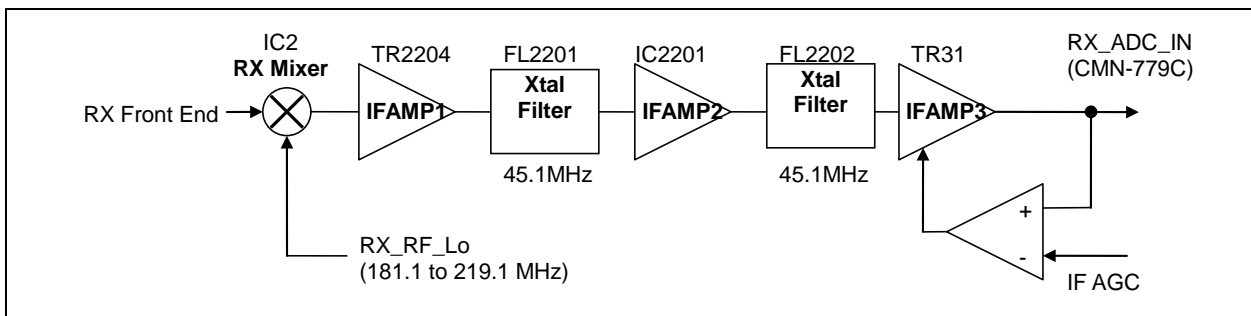 IC2
RX Mixer
TR2204
FL2201
IC2201
FL2202
TR31
RX_ADC_IN
(CMN-779C)
RX Front End
IFAMP1
Xtal
Filter
IFAMP2
Xtal
Filter
IFAMP3
45.1MHz
45.1MHz
RX_RF_Lo
(181.1 to 219.1 MHz)
+
-
IF AGC